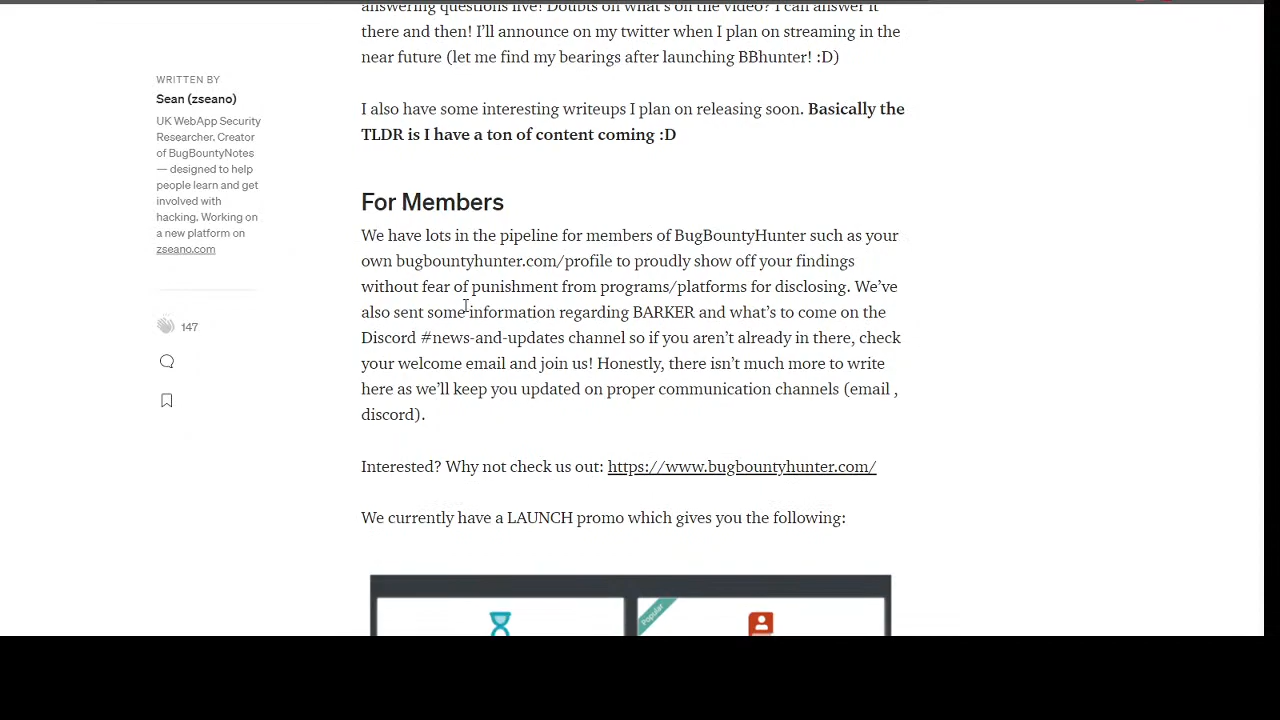 answering questions live! Doubts on what's on the video? I can answer it
there and then! I'll announce on my twitter when I plan on streaming in the
near future (let me find my bearings after launching BBhunter! :D)
I also have some interesting writeups I plan on releasing soon. Basically the
TLDR is I have a ton of content coming :D
WRITTEN BY
Sean (zseano)
UK WebApp Security
Researcher. Creator
of BugBountyNotes
— designed to help
people learn and get
involved with
hacking. Working on
a new platform on
zseano.com
147
For Members
We have lots in the pipeline for members of BugBountyHunter such as your
own bugbountyhunter.com/profile to proudly show off your findings
without fear of punishment from programs/platforms for disclosing. We've
also sent some information regarding BARKER and what's to come on the
Discord #news-and-updates channel so if you aren't already in there, check
your welcome email and join us! Honestly, there isn't much more to write
here as we'll keep you updated on proper communication channels (email ,
discord).
Interested? Why not check us out: https://www.bugbountyhunter.com/
We currently have a LAUNCH promo which gives you the following:
Popular